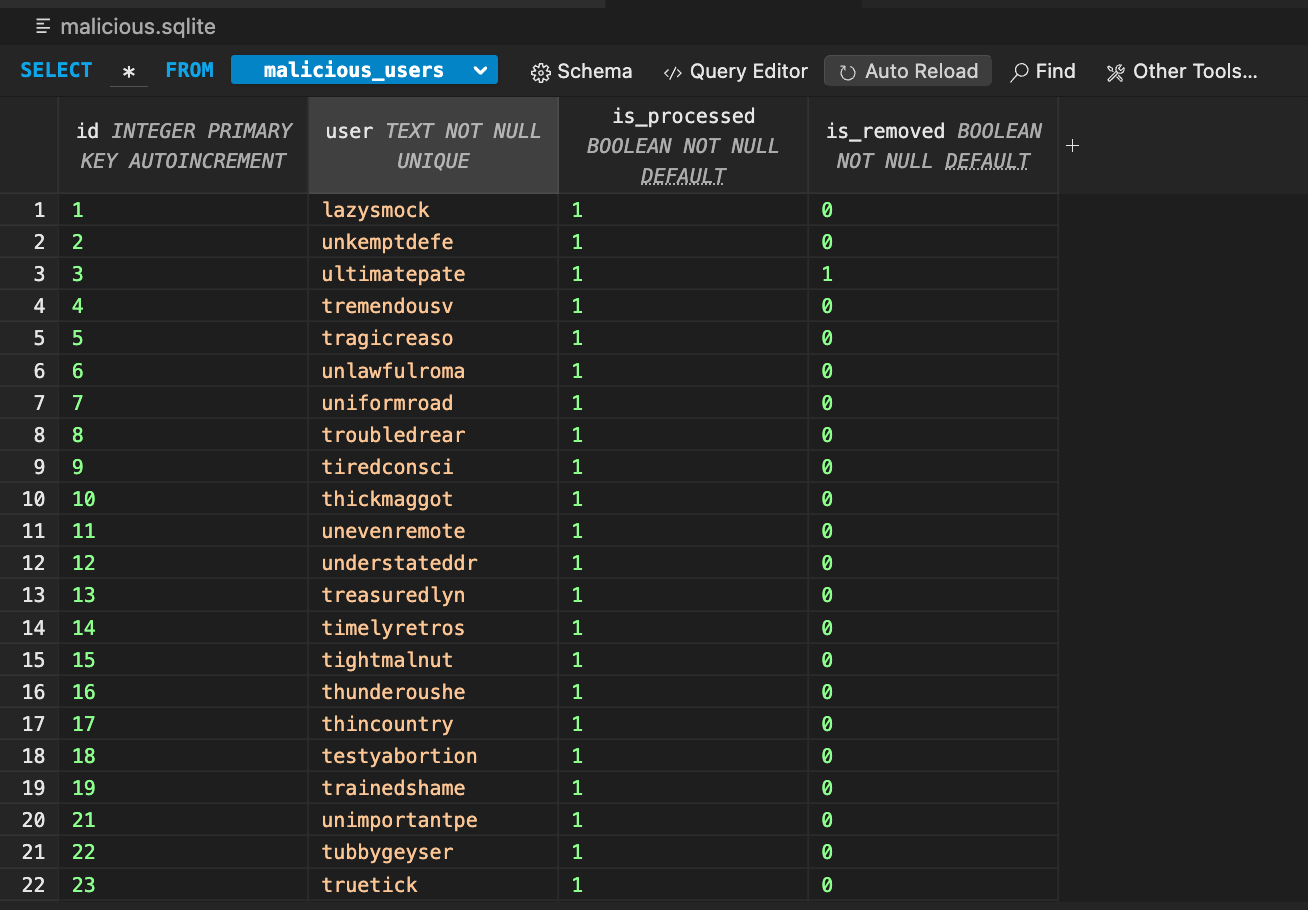 malicious.sqlite
SELECT * FROM malicious_users Schema Query Editor Auto Reload Find Other Tools...
id INTEGER PRIMARY KEY AUTOINCREMENT
user TEXT NOT NULL UNIQUE
is_processed BOOLEAN NOT NULL DEFAULT
is_removed BOOLEAN NOT NULL DEFAULT
+
1 1 lazysmock 1 0
2 2 unkemptdefe 1 0
3 3 ultimatepate 1 1
4 4 tremendousv 1 0
5 5 tragicreaso 1 0
6 6 unlawfulroma 1 0
7 7 uniformroad 1 0
8 8 troubledrear 1 0
9 9 tiredconsci 1 0
10 10 thickmaggot 1 0
11 11 unevenremote 1 0
12 12 understateddr 1 0
13 13 treasuredlyn 1 0
14 14 timelyretros 1 0
15 15 tightmalnut 1 0
16 16 thunderoushe 1 0
17 17 thincountry 1 0
18 18 testyabortion 1 0
19 19 trainedshame 1 0
20 21 unimportantpe 1 0
21 22 tubbygeyser 1 0
22 23 truetick 1 0